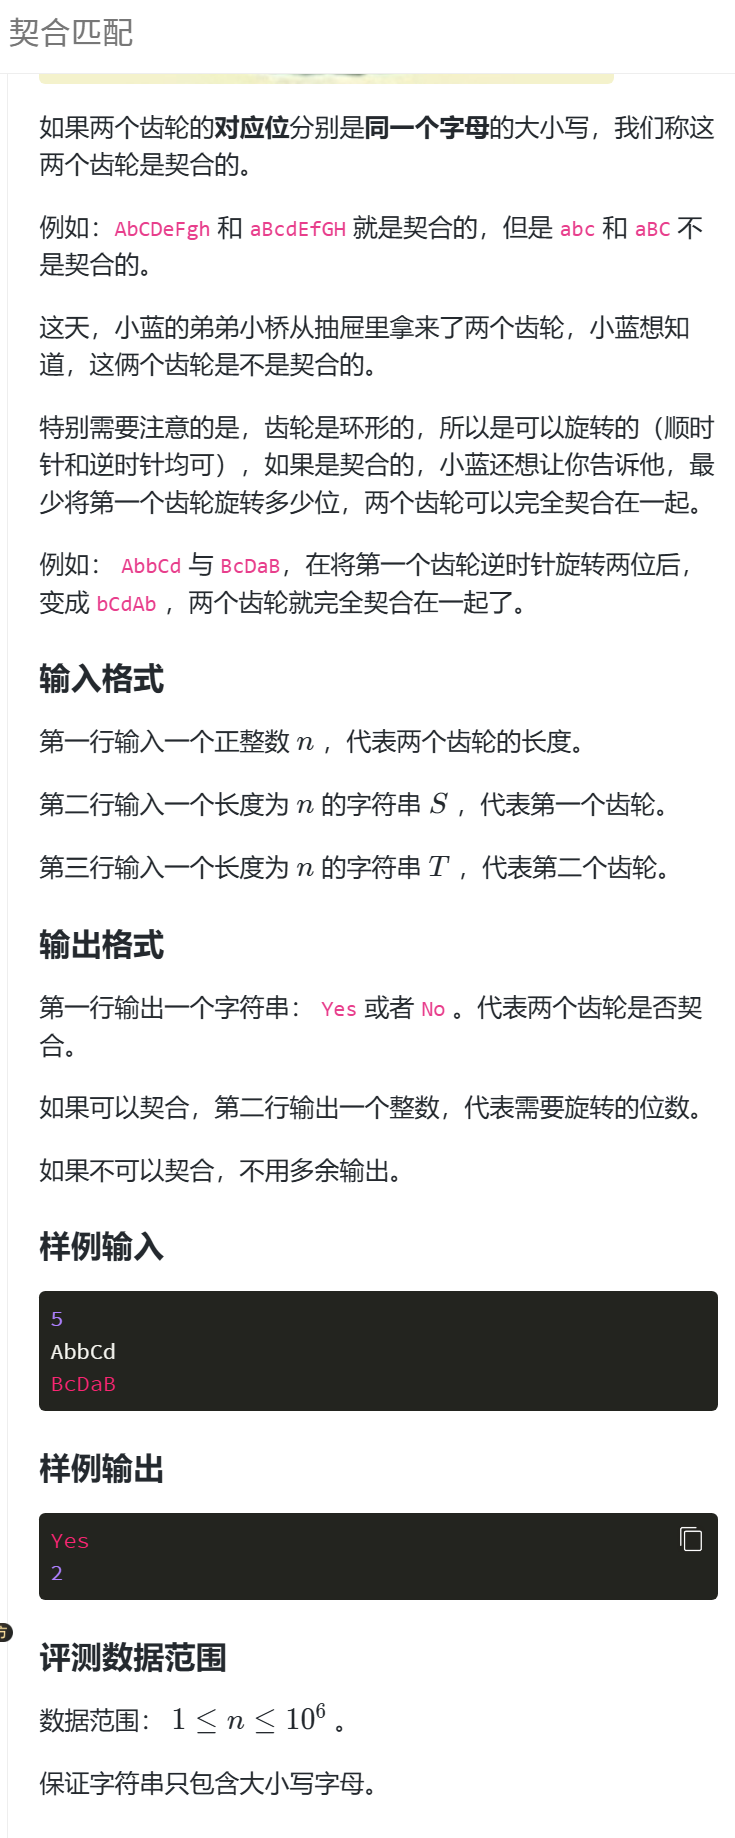 契合匹配
如果两个齿轮的对应位分别是同一个字母的大小写，我们称这
两个齿轮是契合的。
例如：AbCDeFgh 和 aBcdEfGH 就是契合的，但是 abc 和 aBC 不
是契合的。
这天，小蓝的弟弟小桥从抽屉里拿来了两个齿轮，小蓝想知
道，这俩个齿轮是不是契合的。
特别需要注意的是，齿轮是环形的，所以是可以旋转的（顺时
针和逆时针均可），如果是契合的，小蓝还想让你告诉他，最
少将第一个齿轮旋转多少位，两个齿轮可以完全契合在一起。
例如： AbbCd 与 BcDaB，在将第一个齿轮逆时针旋转两位后，
变成 bCdAb ，两个齿轮就完全契合在一起了。
输入格式
第一行输入一个正整数 n ，代表两个齿轮的长度。
第二行输入一个长度为 n 的字符串 S ，代表第一个齿轮。
第三行输入一个长度为 n 的字符串 T ，代表第二个齿轮。
输出格式
第一行输出一个字符串： Yes 或者 No 。代表两个齿轮是否契
合。
如果可以契合，第二行输出一个整数，代表需要旋转的位数。
如果不可以契合，不用多余输出。
样例输入
5
AbbCd
BcDaB
样例输出
Yes
2
方
评测数据范围
数据范围： 1 ≤ n ≤ 10⁶ 。
保证字符串只包含大小写字母。